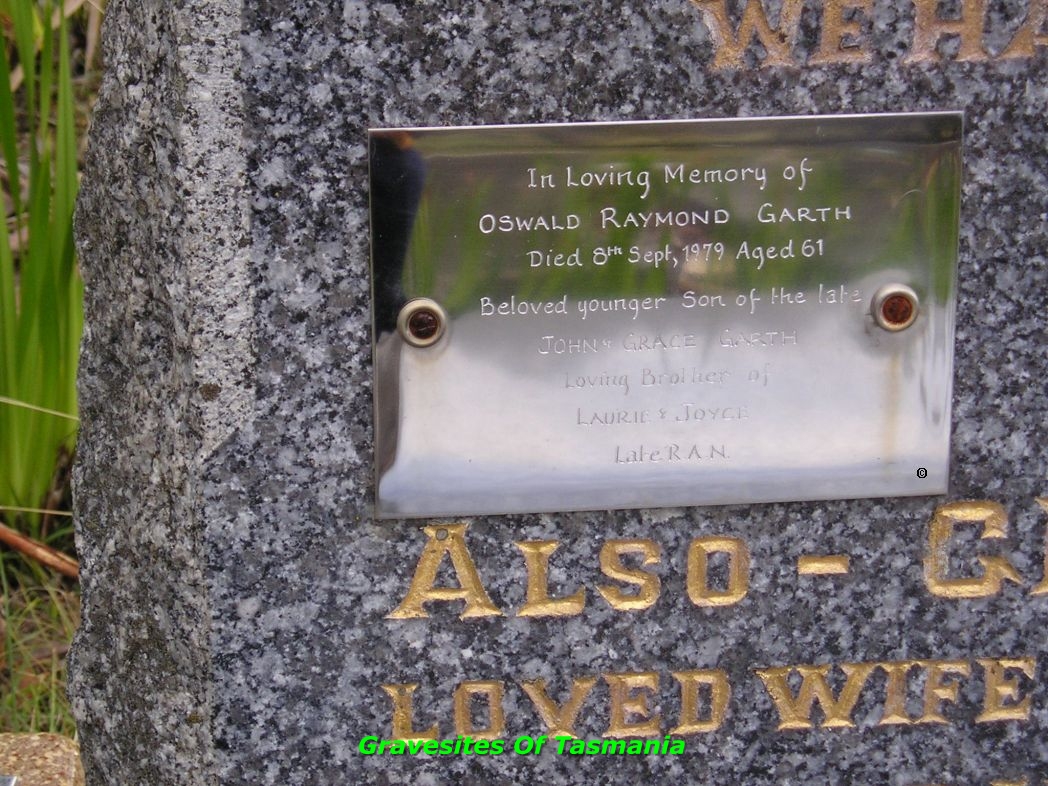 WE HA
In Loving Memory of
OSWALD RAYMOND GARTH
Died 8th Sept, 1979 Aged 61
Beloved younger Son of the late
JOHN & GRACE GARTH
Loving Brother of
LAURIE & JOYCE
Late R.A.N.
©
ALSO - G
LOVED WIFE
Gravesites Of Tasmania